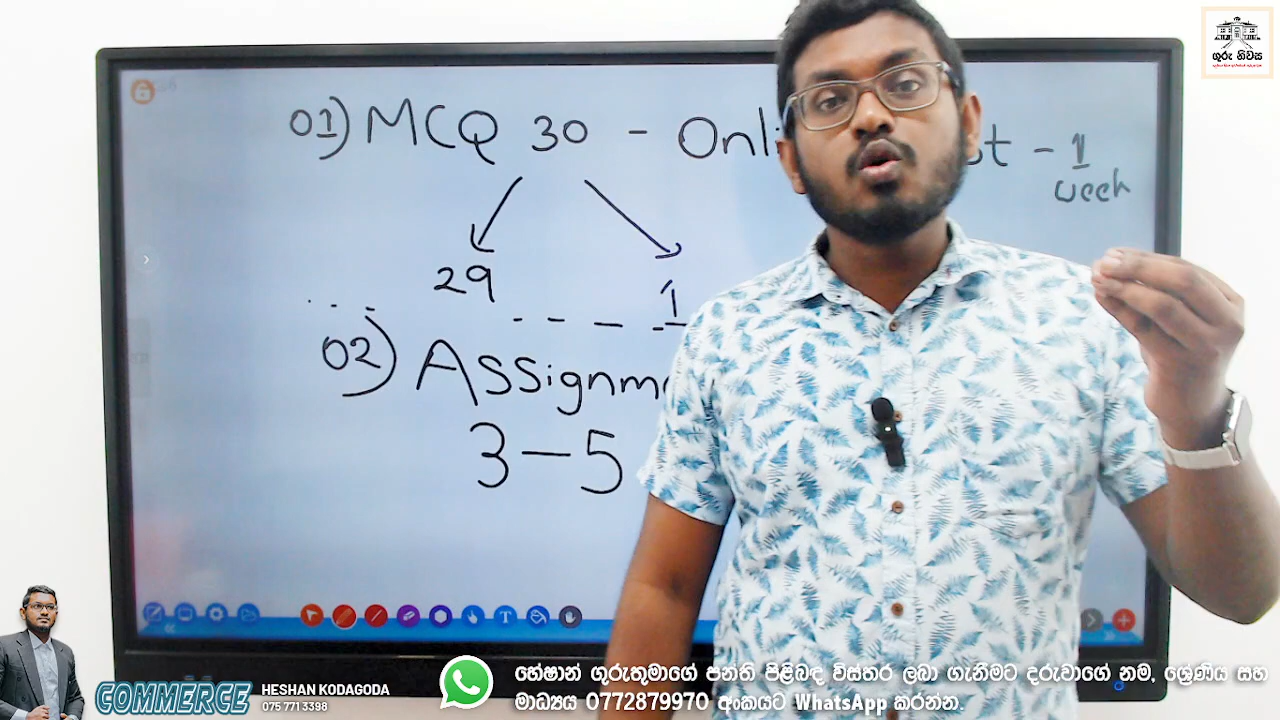 ගුරු නිවස
01) MCQ 30 - Onli
- 1
week
29
1
02) Assignm
3-5
T
COMMERCE
HESHAN KODAGODA
075 771 3398
හේෂාන් ගුරුතුමාගේ පන්ති පිළිබඳ විස්තර ලබා ගැනීමට දරුවාගේ නම, ශ්‍රේණිය සහ
මාධ්‍යය 0772879970 අංකයට WhatsApp කරන්න.